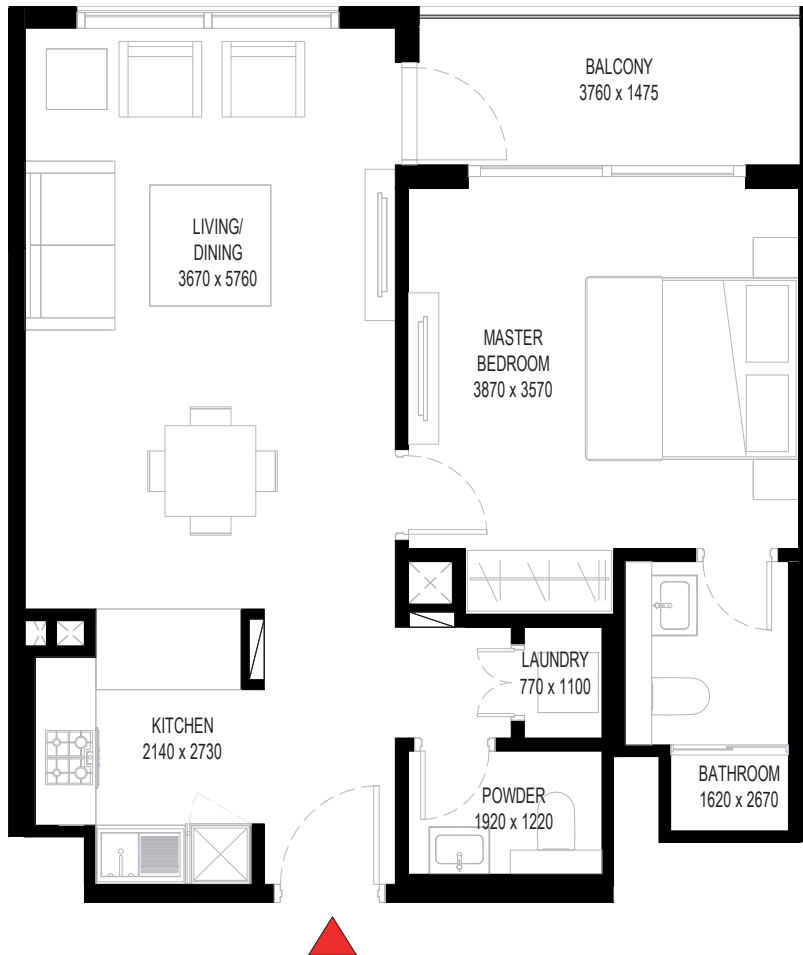 BALCONY
3760 x 1475
LIVING/
DINING
3670 x 5760
MASTER
BEDROOM
3870 x 3570
LAUNDRY
770 x 1100
KITCHEN
2140 x 2730
POWDER
1920 x 1220
BATHROOM
1620 x 2670